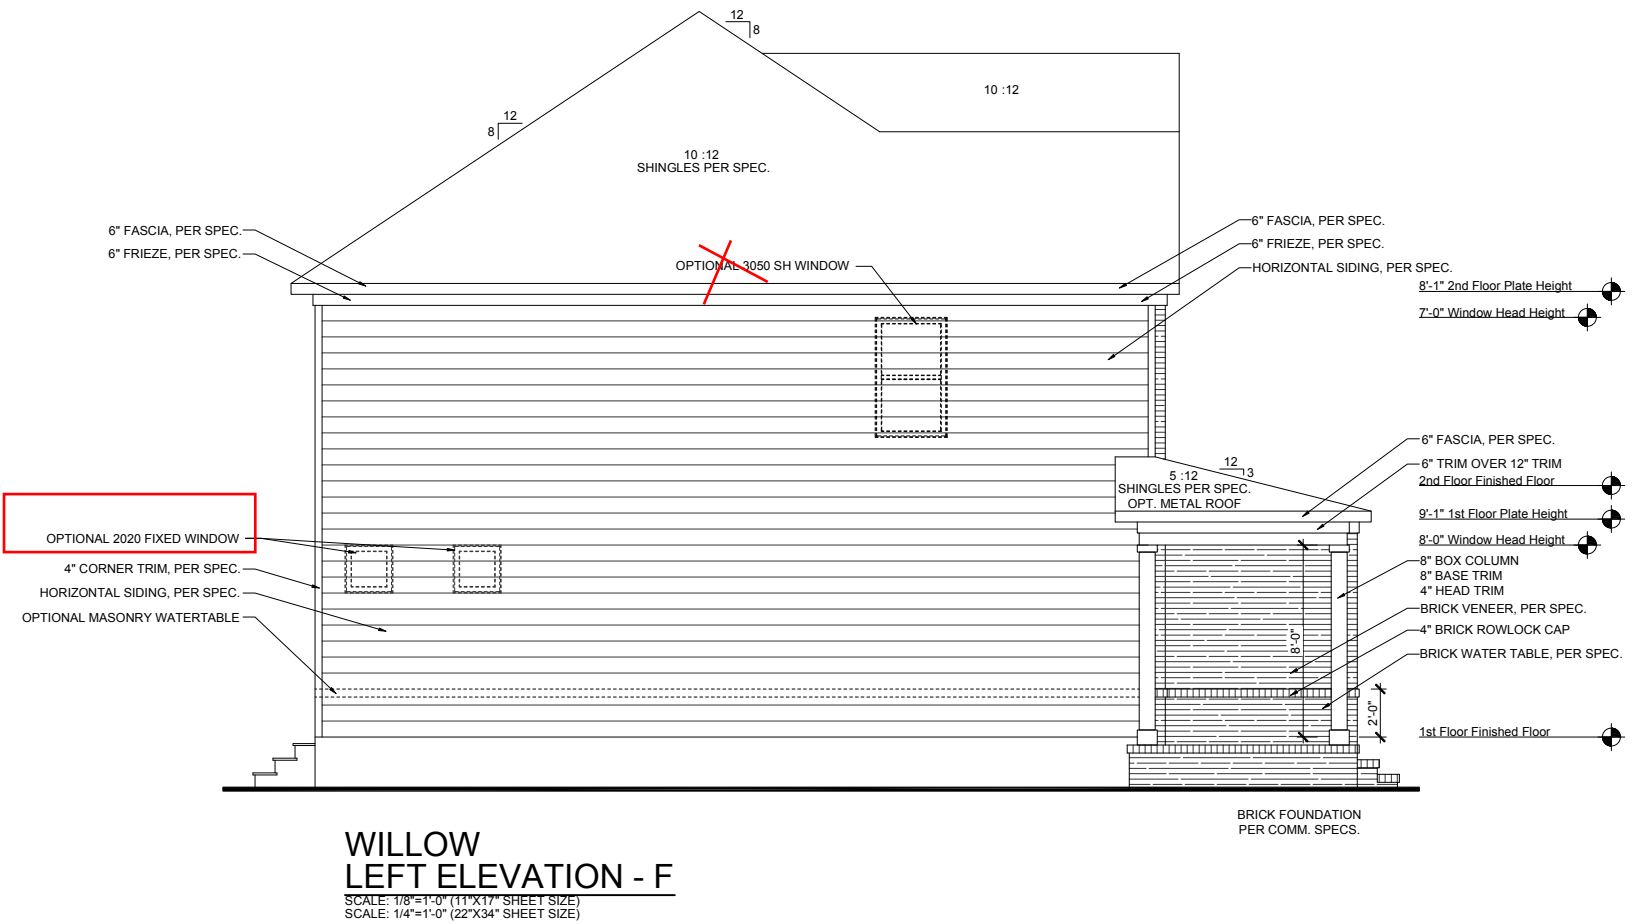 12
8
10 :12
12
8
10 :12
SHINGLES PER SPEC.
6" FASCIA, PER SPEC.
6" FRIEZE, PER SPEC.
OPTIONAL 3050 SH WINDOW
6" FASCIA, PER SPEC.
6" FRIEZE, PER SPEC.
HORIZONTAL SIDING, PER SPEC.
8'-1" 2nd Floor Plate Height
7'-0" Window Head Height
6" FASCIA, PER SPEC.
6" TRIM OVER 12" TRIM
2nd Floor Finished Floor
12
3
5 :12
SHINGLES PER SPEC.
OPT. METAL ROOF
9'-1" 1st Floor Plate Height
8'-0" Window Head Height
OPTIONAL 2020 FIXED WINDOW
4" CORNER TRIM, PER SPEC.
HORIZONTAL SIDING, PER SPEC.
OPTIONAL MASONRY WATERTABLE
8" BOX COLUMN
8" BASE TRIM
4" HEAD TRIM
BRICK VENEER, PER SPEC.
4" BRICK ROWLOCK CAP
BRICK WATER TABLE, PER SPEC.
8'-0"
2'-0"
1st Floor Finished Floor
BRICK FOUNDATION
PER COMM. SPECS.
WILLOW
LEFT ELEVATION - F
SCALE: 1/8"=1'-0" (11"X17" SHEET SIZE)
SCALE: 1/4"=1'-0" (22"X34" SHEET SIZE)